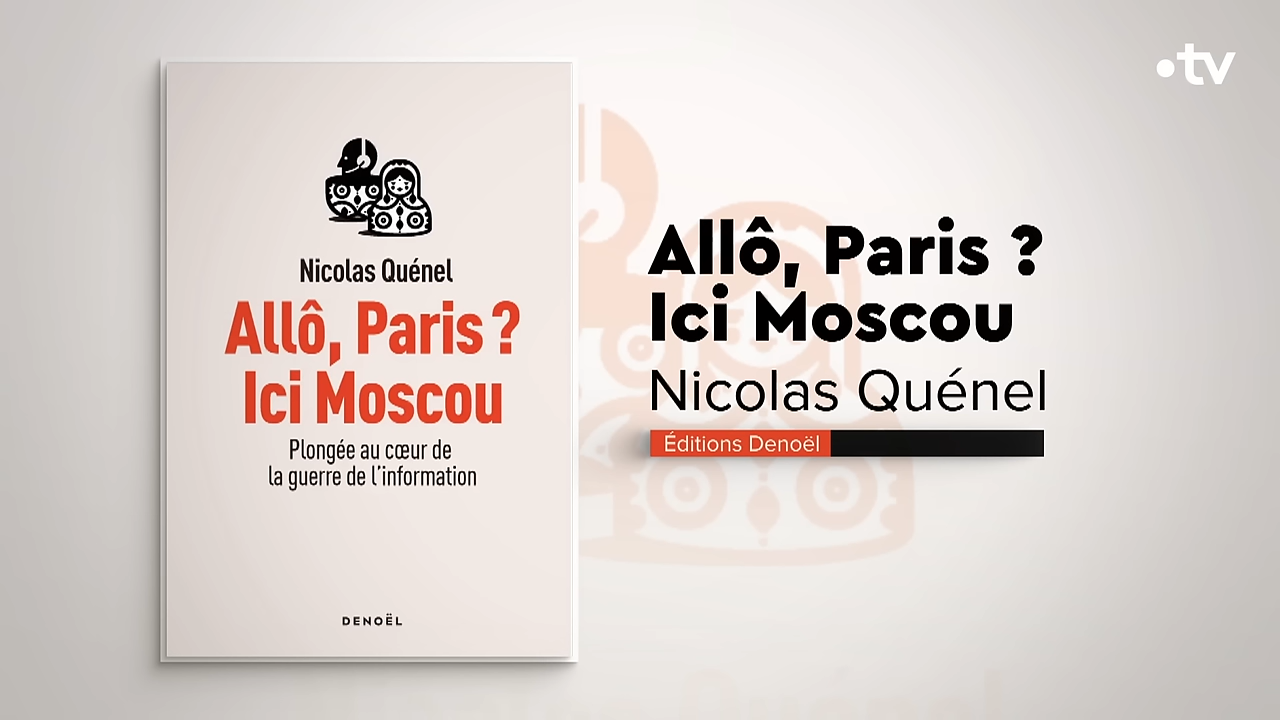 Nicolas Quénel
Allô, Paris ?
Ici Moscou
Plongée au cœur de
la guerre de l'information
DENOËL
tv
Allô, Paris ?
Ici Moscou
Nicolas Quénel
Éditions Denoël